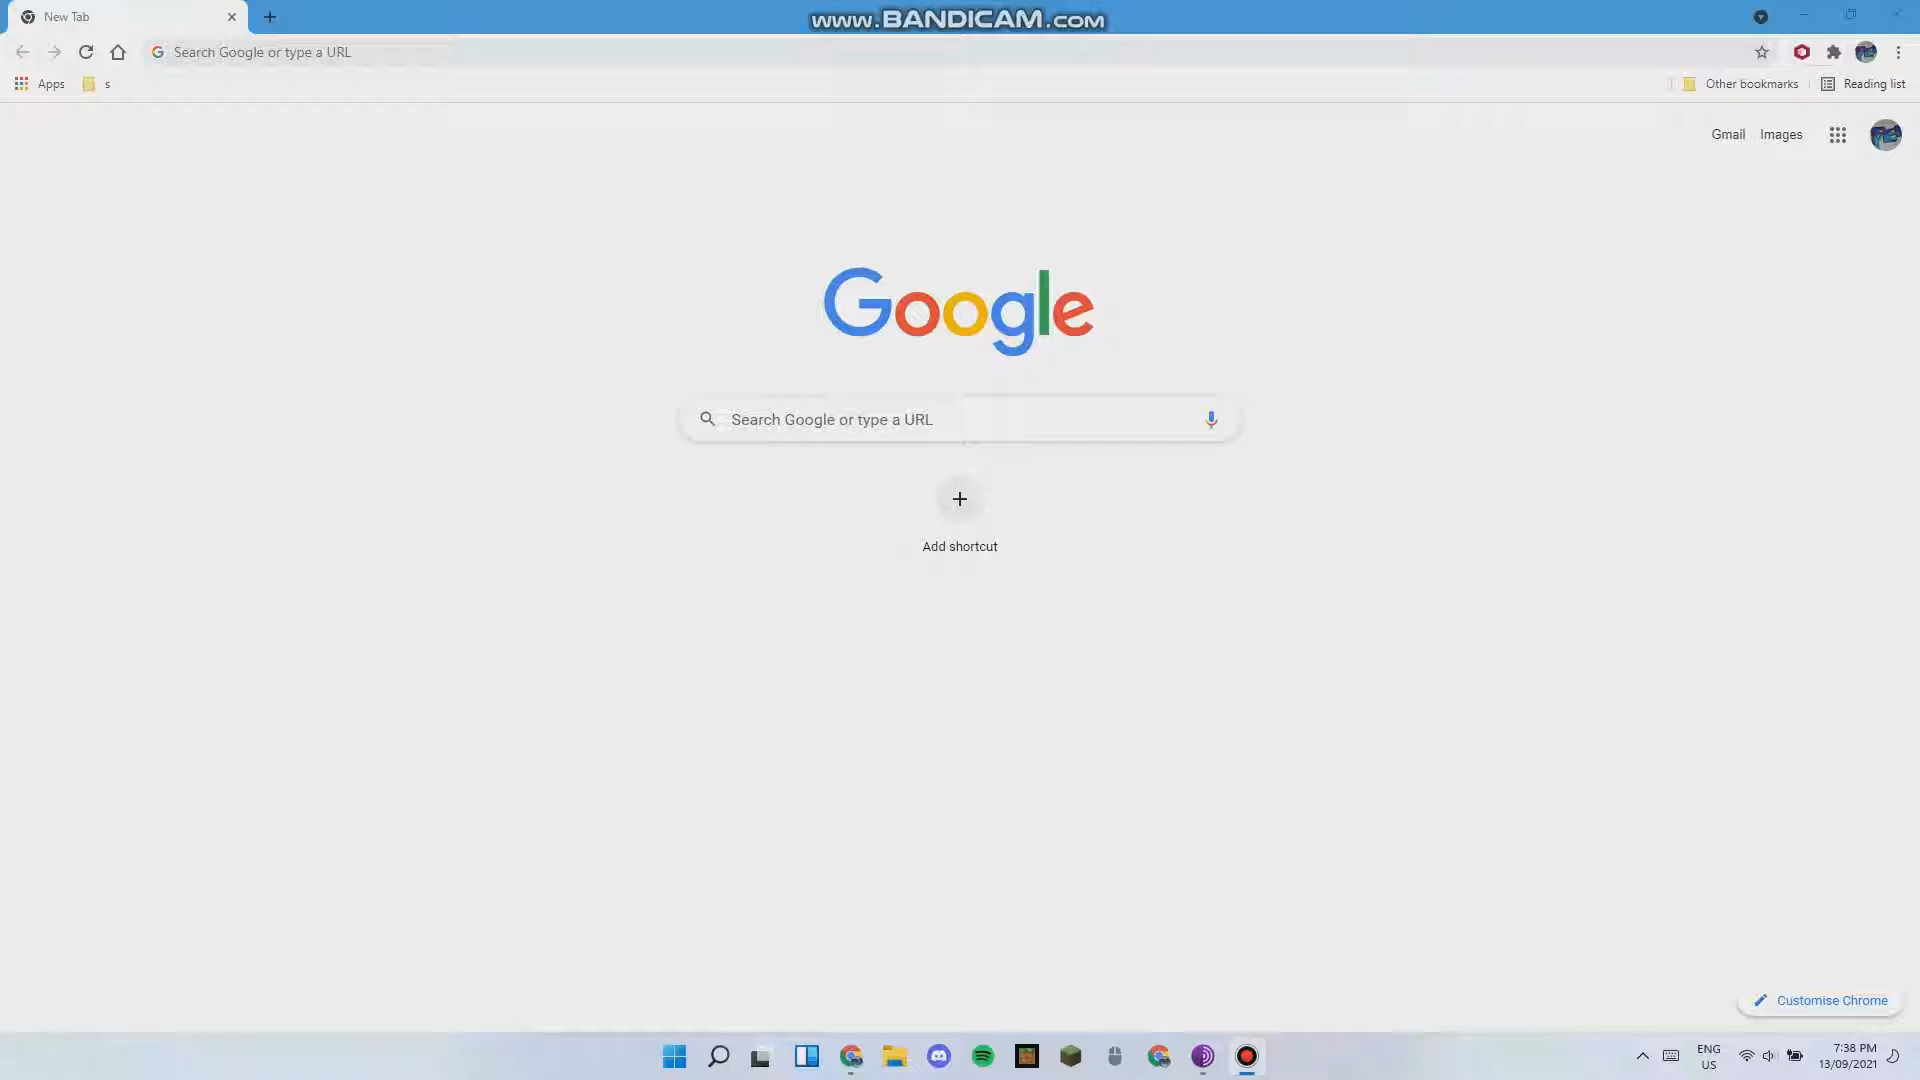 New Tab
www.BANDICAM.com
Search Google or type a URL
Apps
s
Other bookmarks
Reading list
Gmail
Images
Google
Search Google or type a URL
Add shortcut
Customise Chrome
ENG
US
7:38 PM
13/09/2021